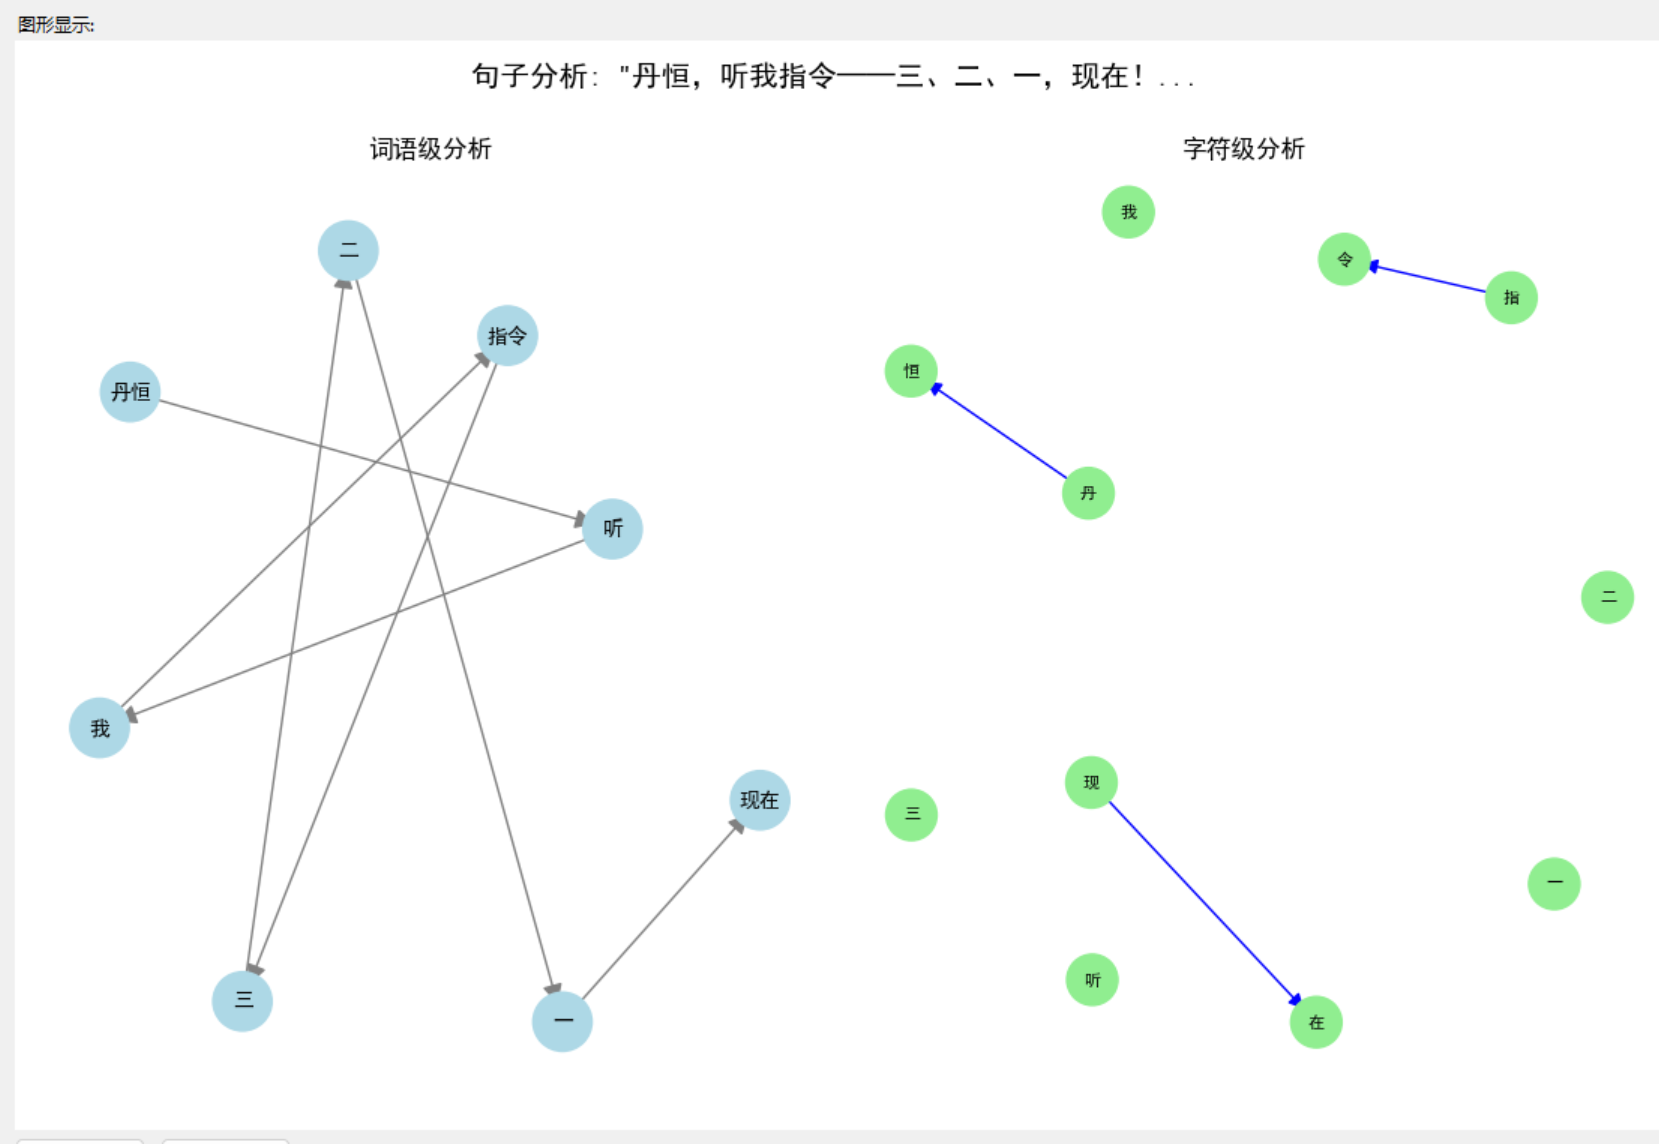 图形显示:
句子分析："丹恒，听我指令——三、二、一，现在！...
词语级分析
字符级分析
二
指令
丹恒
听
我
现在
三
一
我
令
指
恒
丹
二
现
三
一
听
在